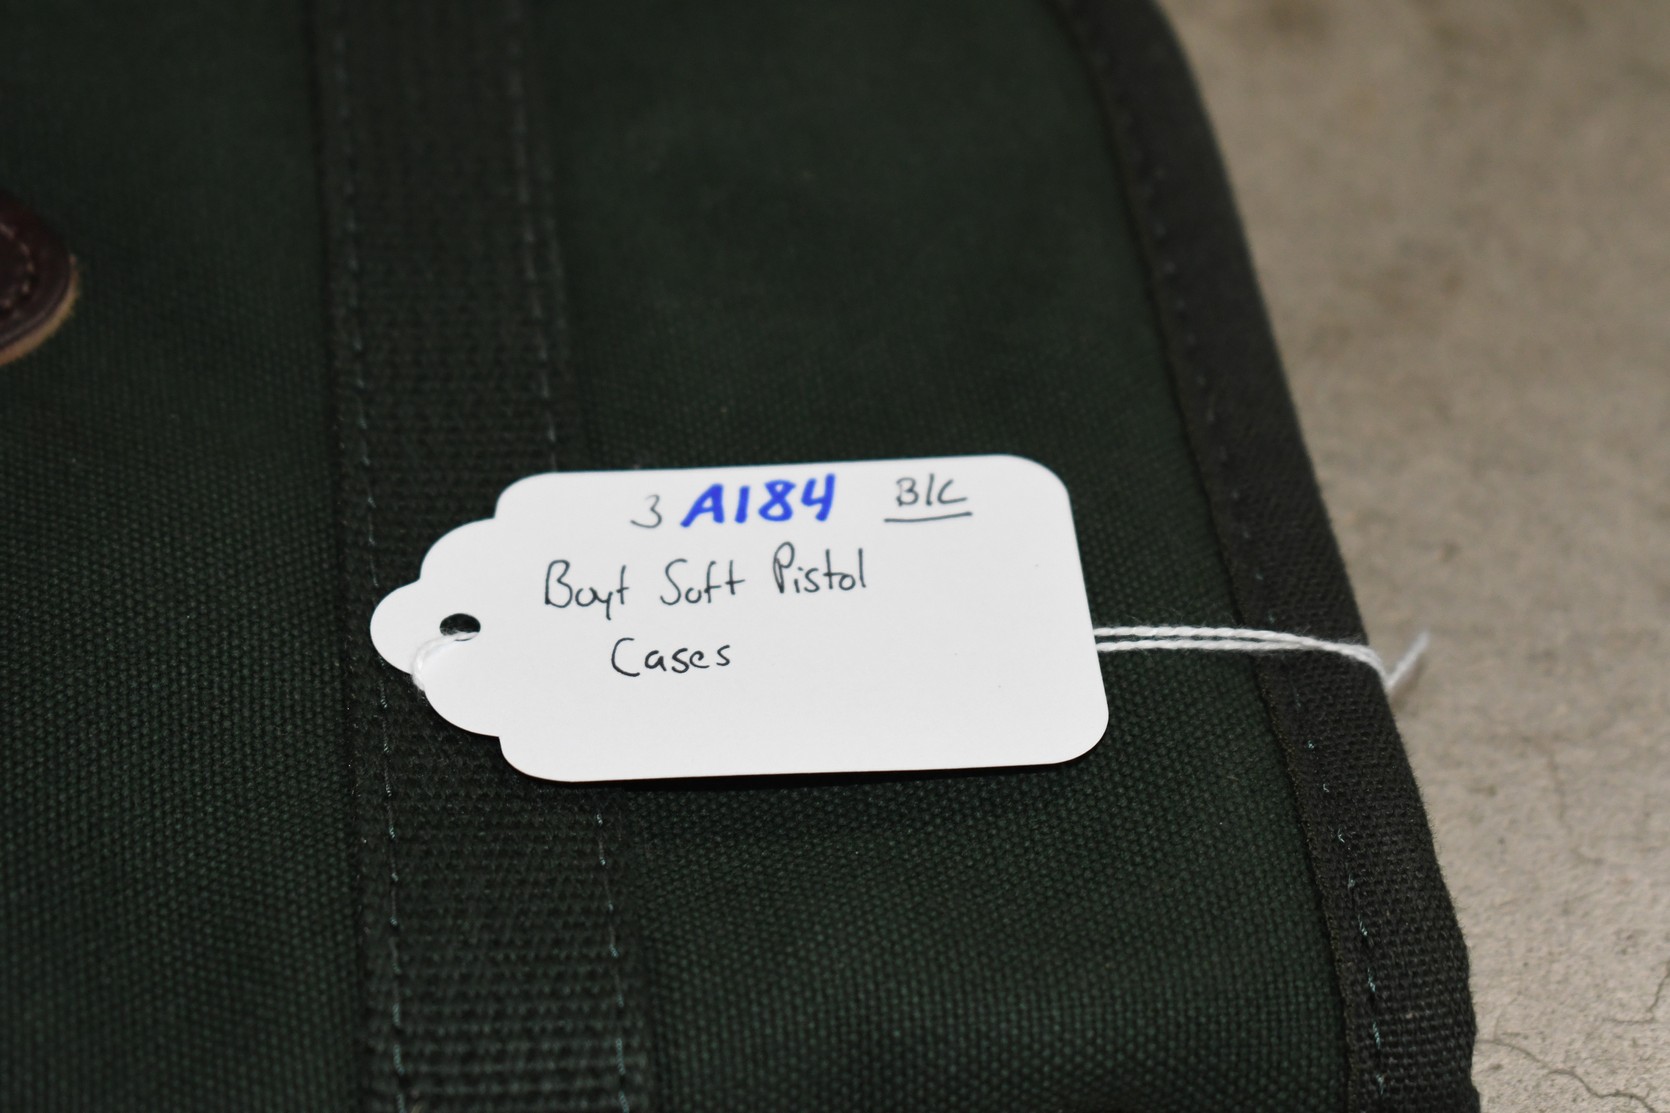 3 A184 B/C
Boyt Soft Pistol
Cases